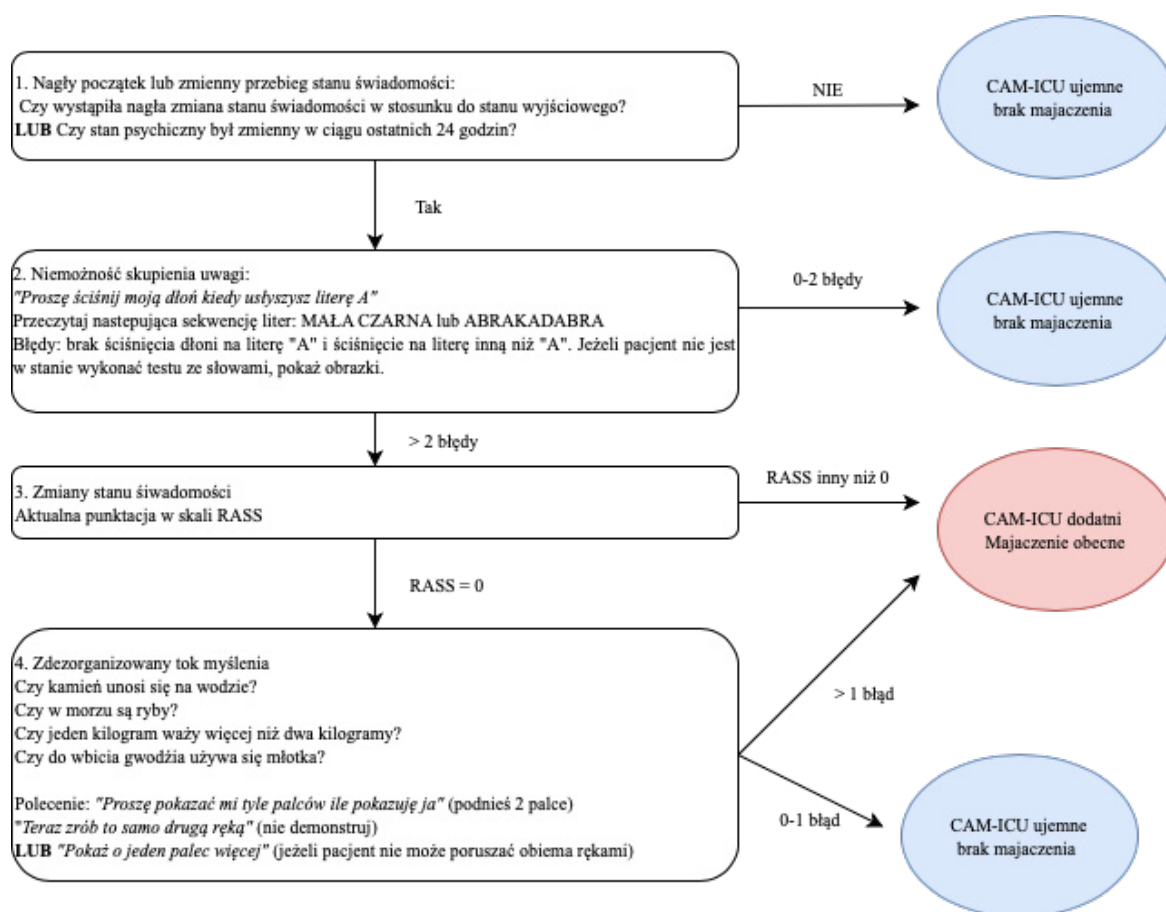 1. Nagły początek lub zmienny przebieg stanu świadomości:
Czy wystąpiła nagła zmiana stanu świadomości w stosunku do stanu wyjściowego?
LUB Czy stan psychiczny był zmienny w ciągu ostatnich 24 godzin?
NIE
CAM-ICU ujemne
brak majaczenia
Tak
2. Niemożność skupienia uwagi:
"Proszę ściśnij moją dłoń kiedy usłyszysz literę A"
Przeczytaj nastepująca sekwencję liter: MAŁA CZARNA lub ABRAKADABRA
Błędy: brak ściśnięcia dłoni na literę "A" i ściśnięcie na literę inną niż "A". Jeżeli pacjent nie jest
w stanie wykonać testu ze słowami, pokaż obrazki.
0-2 błędy
CAM-ICU ujemne
brak majaczenia
> 2 błędy
3. Zmiany stanu śiwadomości
Aktualna punktacja w skali RASS
RASS inny niż 0
CAM-ICU dodatni
Majaczenie obecne
RASS = 0
4. Zdezorganizowany tok myślenia
Czy kamień unosi się na wodzie?
Czy w morzu są ryby?
Czy jeden kilogram waży więcej niż dwa kilogramy?
Czy do wbicia gwodźia używa się młotka?
Polecenie: "Proszę pokazać mi tyle palców ile pokazuję ja" (podnieś 2 palce)
"Teraz zrób to samo drugą ręką" (nie demonstruj)
LUB "Pokaż o jeden palec więcej" (jeżeli pacjent nie może poruszać obiema rękami)
> 1 błąd
0-1 błąd
CAM-ICU ujemne
brak majaczenia